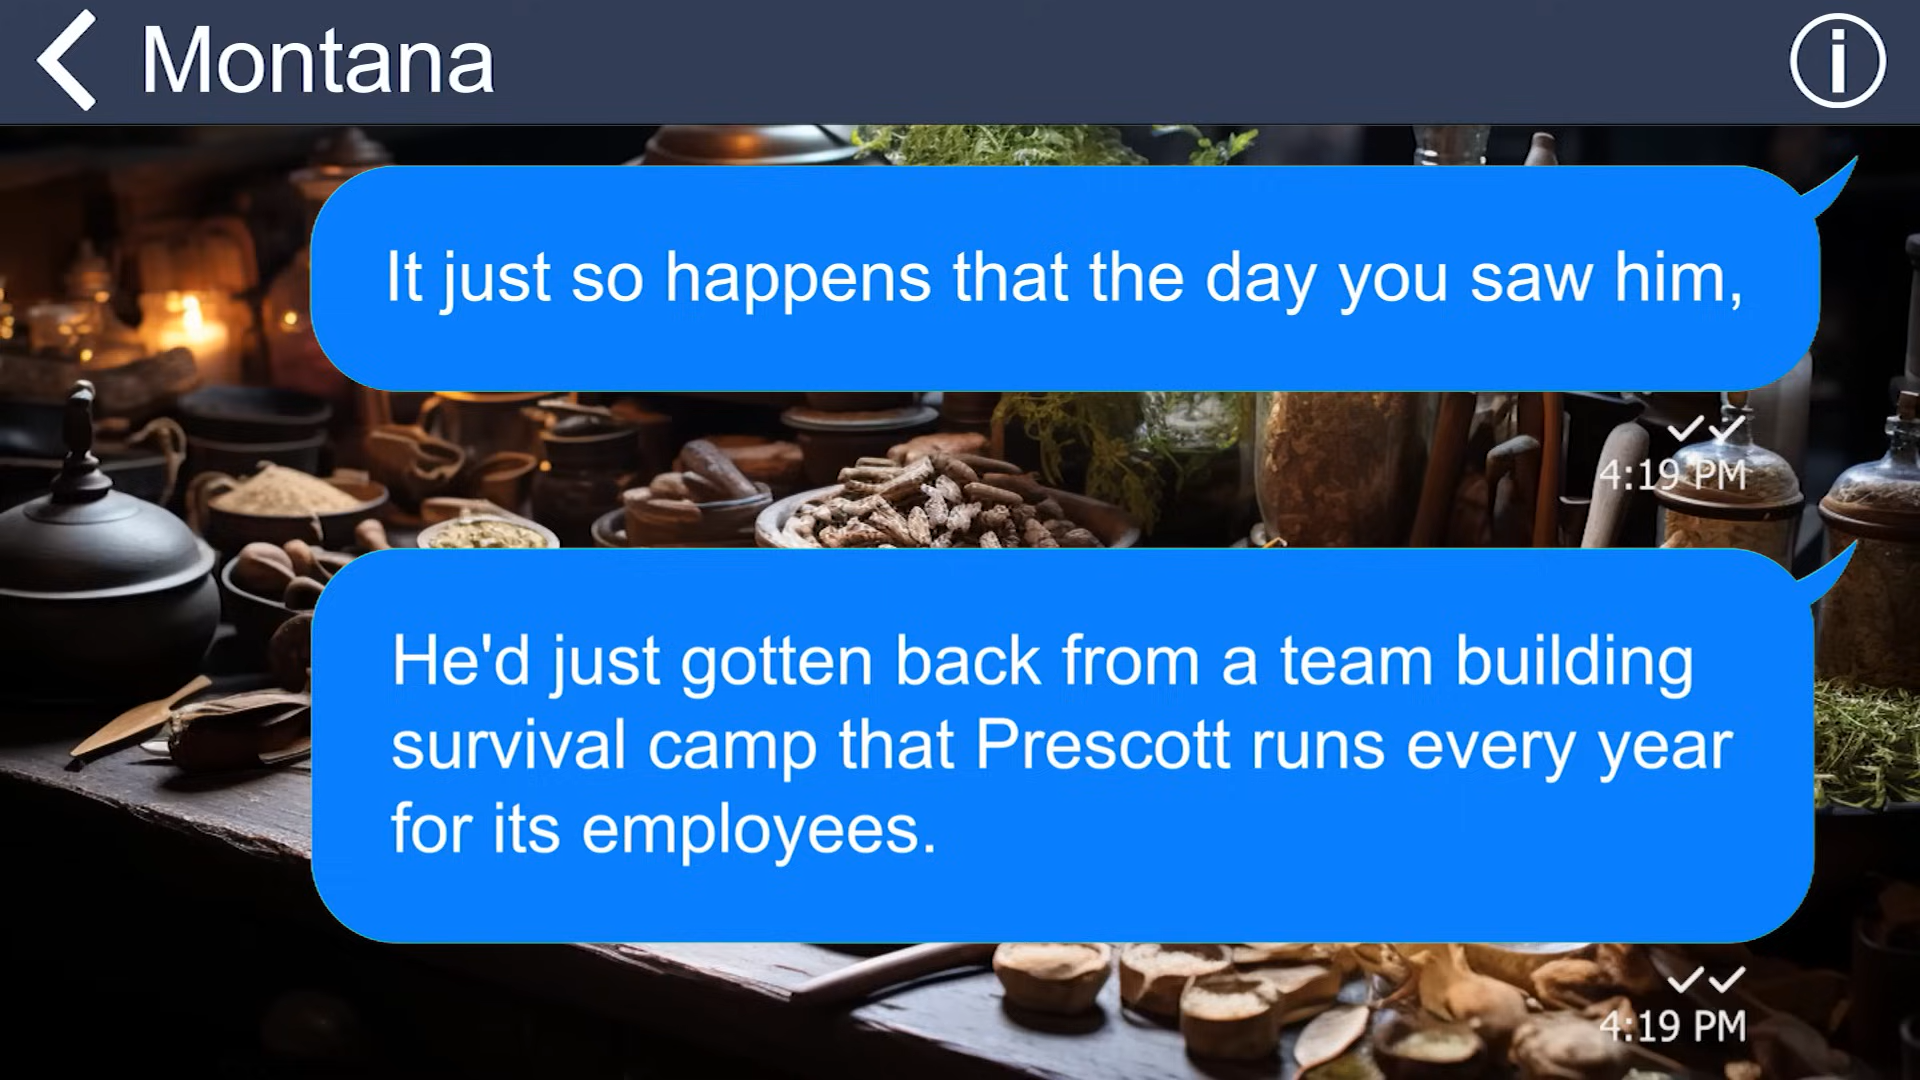 Montana
It just so happens that the day you saw him,
4:19 PM
He'd just gotten back from a team building
survival camp that Prescott runs every year
for its employees.
4:19 PM